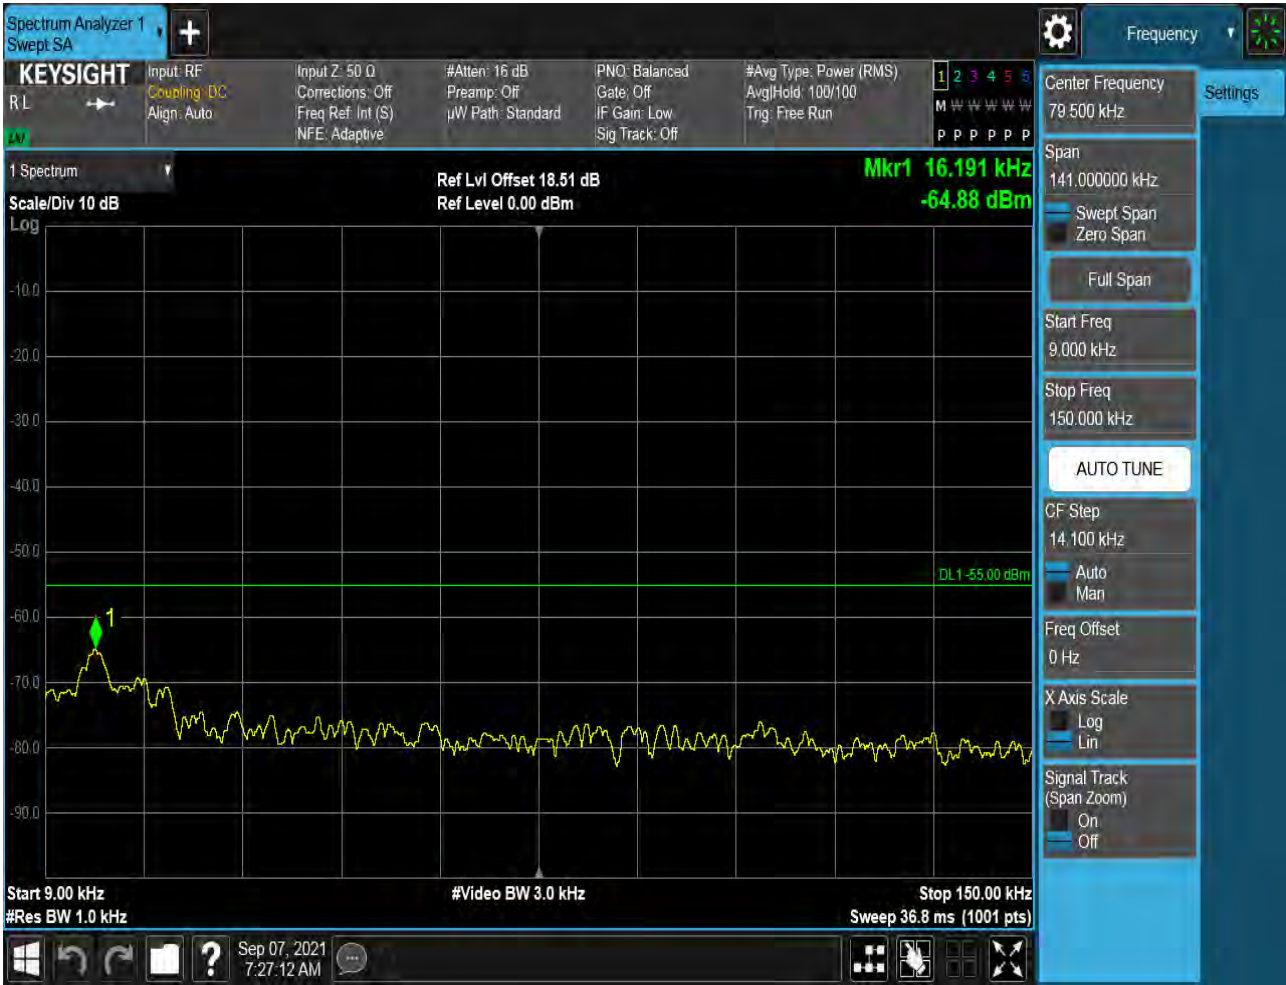 Spectrum Analyzer 1
Swept SA
+
Frequency
KEYSIGHT
R L
LXI
Input: RF
Coupling: DC
Align: Auto
Input Z: 50 Ω
Corrections: Off
Freq Ref: Int (S)
NFE: Adaptive
#Atten: 16 dB
Preamp: Off
µW Path: Standard
PNO: Balanced
Gate: Off
IF Gain: Low
Sig Track: Off
#Avg Type: Power (RMS)
Avg|Hold: 100/100
Trig: Free Run
1 2 3 4 5 6
M W W W W W
P P P P P P
1 Spectrum
Scale/Div 10 dB
Log
Ref Lvl Offset 18.51 dB
Ref Level 0.00 dBm
Mkr1 16.191 kHz
-64.88 dBm
-10.0
-20.0
-30.0
-40.0
-50.0
DL1 -55.00 dBm
-60.0
1
-70.0
-80.0
-90.0
Start 9.00 kHz
#Res BW 1.0 kHz
#Video BW 3.0 kHz
Stop 150.00 kHz
Sweep 36.8 ms (1001 pts)
Center Frequency
79.500 kHz
Settings
Span
141.000000 kHz
Swept Span
Zero Span
Full Span
Start Freq
9.000 kHz
Stop Freq
150.000 kHz
AUTO TUNE
CF Step
14.100 kHz
Auto
Man
Freq Offset
0 Hz
X Axis Scale
Log
Lin
Signal Track
(Span Zoom)
On
Off
?
Sep 07, 2021
7:27:12 AM